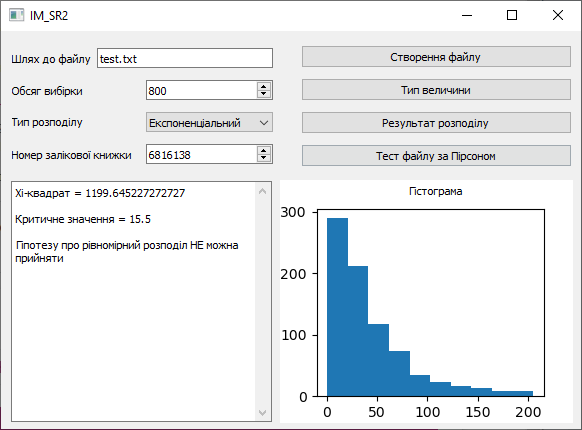 IM_SR2
Шлях до файлу test.txt
Створення файлу
Обсяг вибірки 800
Тип величини
Тип розподілу Експоненціальний
Результат розподілу
Номер залікової книжки 6816138
Тест файлу за Пірсоном
Xi-квадрат = 1199.645227272727
Критичне значення = 15.5
Гіпотезу про рівномірний розподіл НЕ можна
прийняти
Гістограма
300
200
100
0
0 50 100 150 200